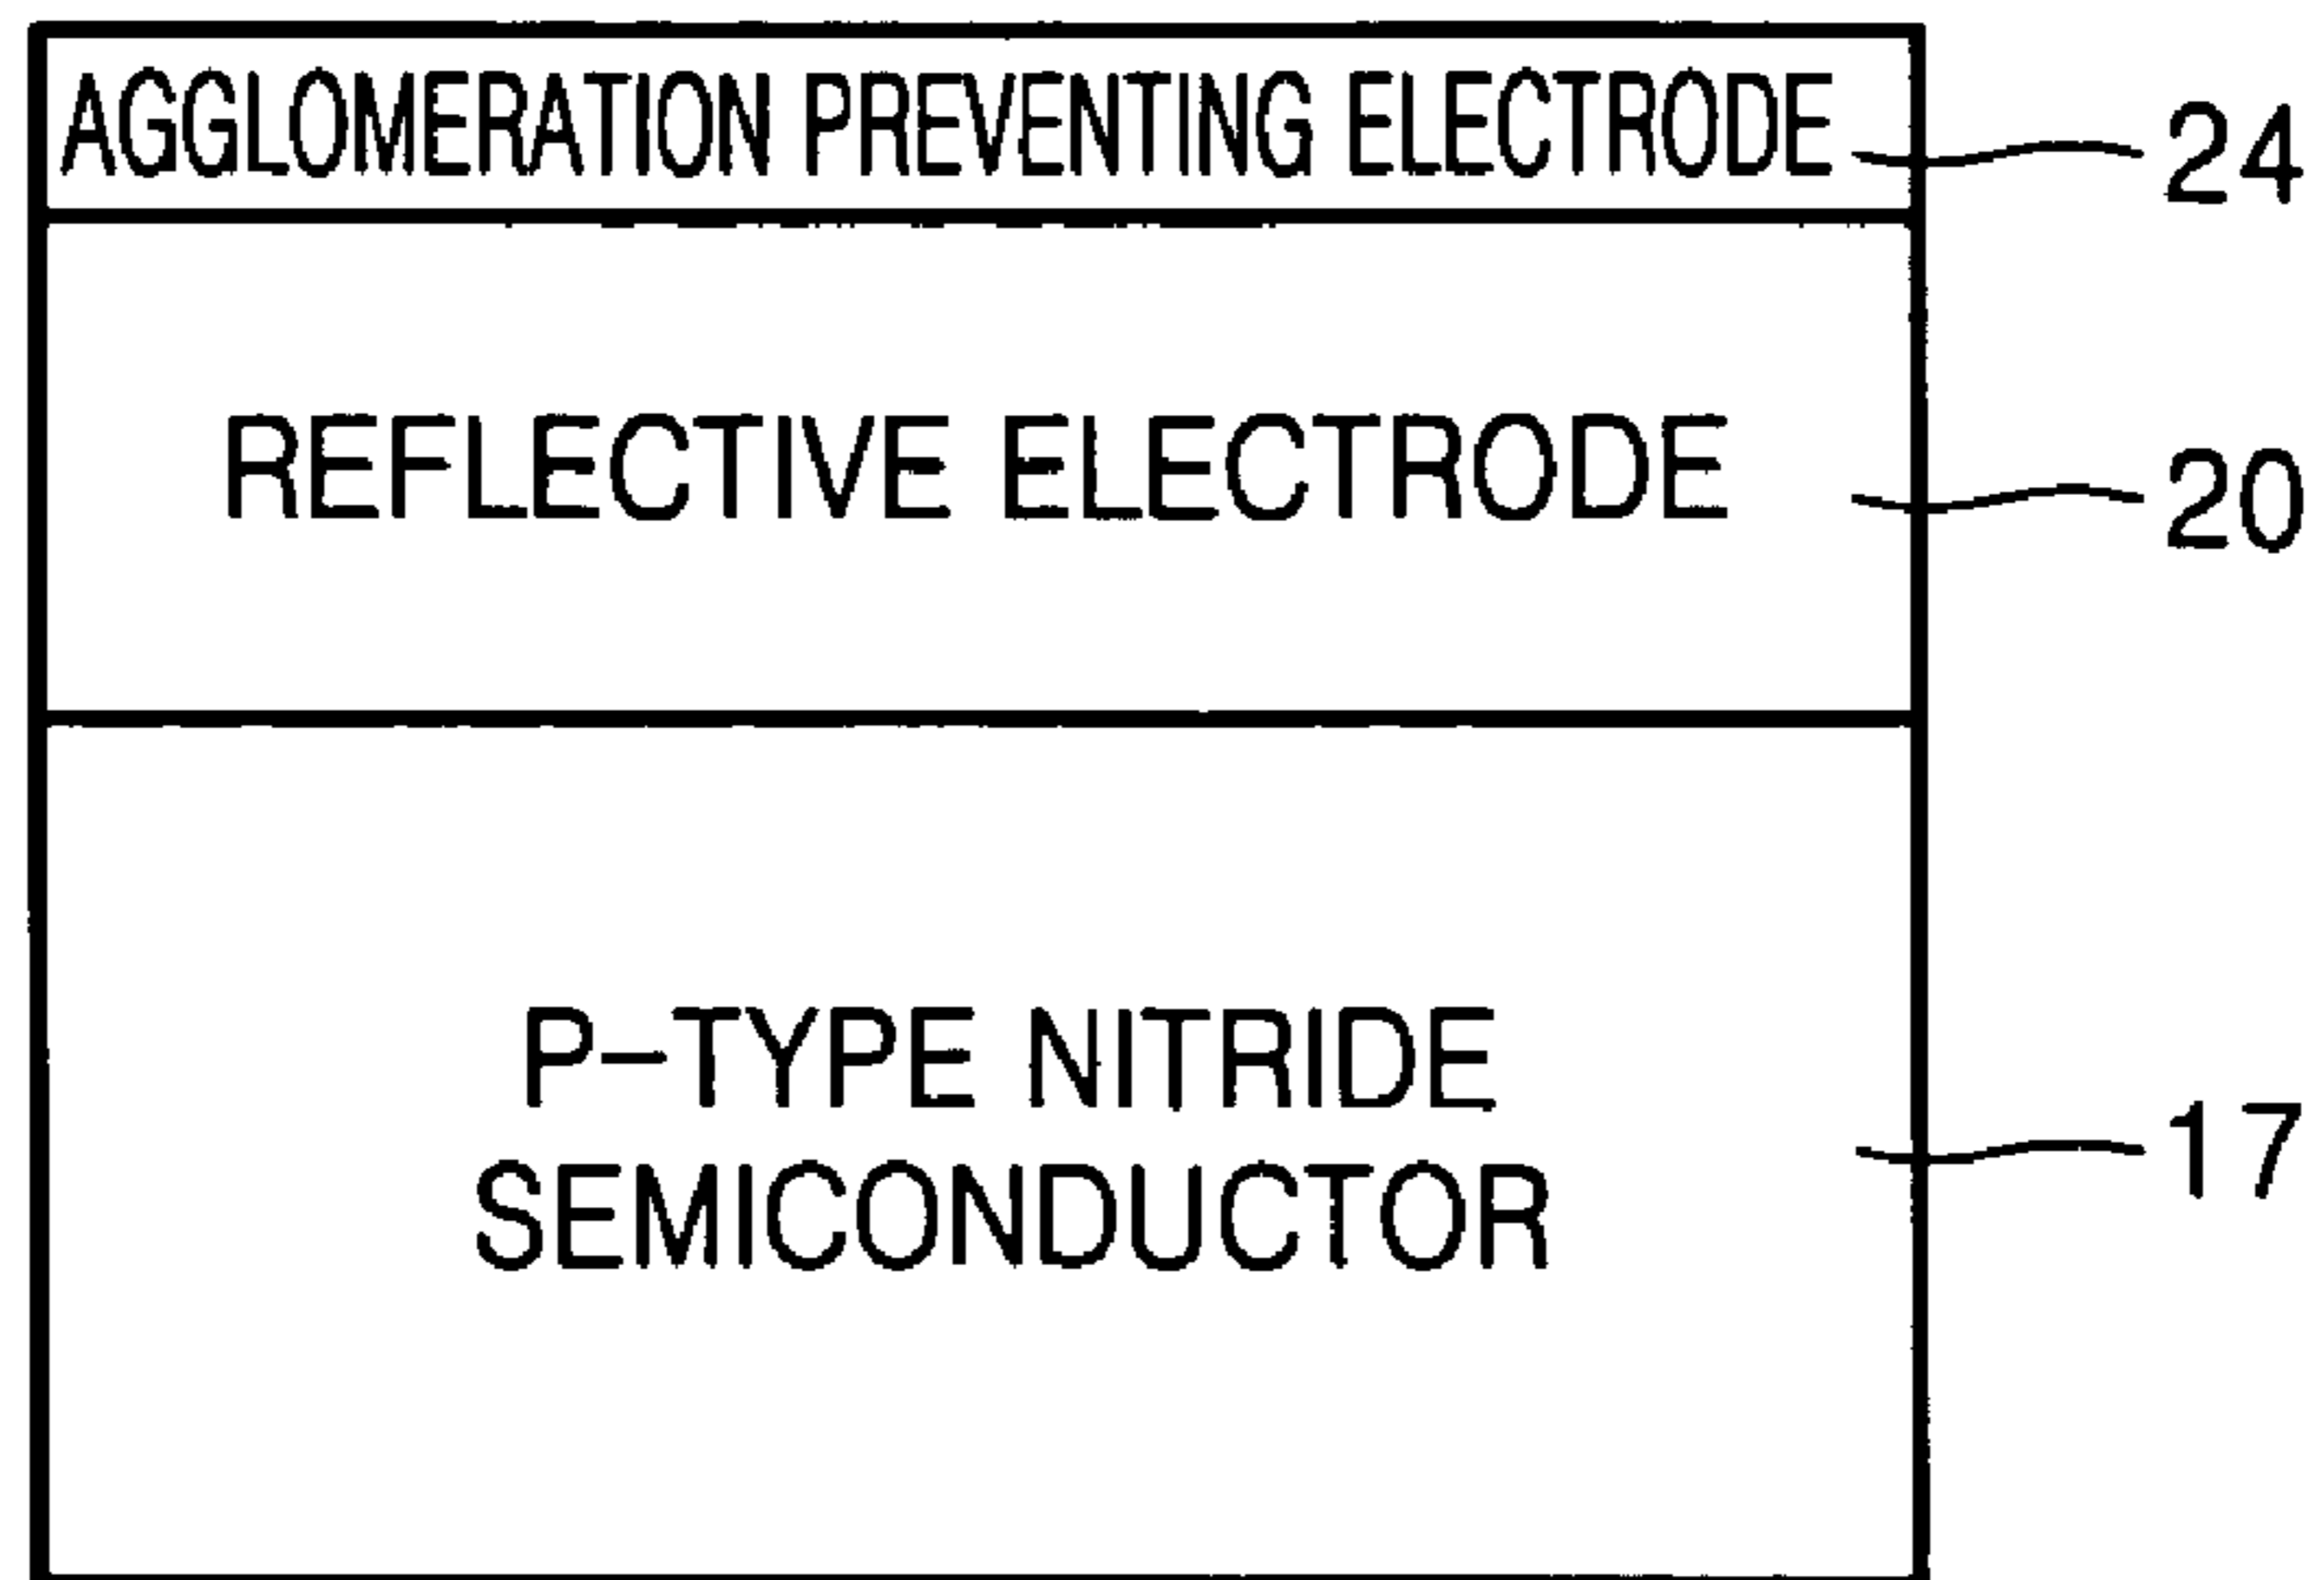 AGGLOMERATION PREVENTING ELECTRODE 24
REFLECTIVE ELECTRODE 20
P-TYPE NITRIDE
SEMICONDUCTOR
17